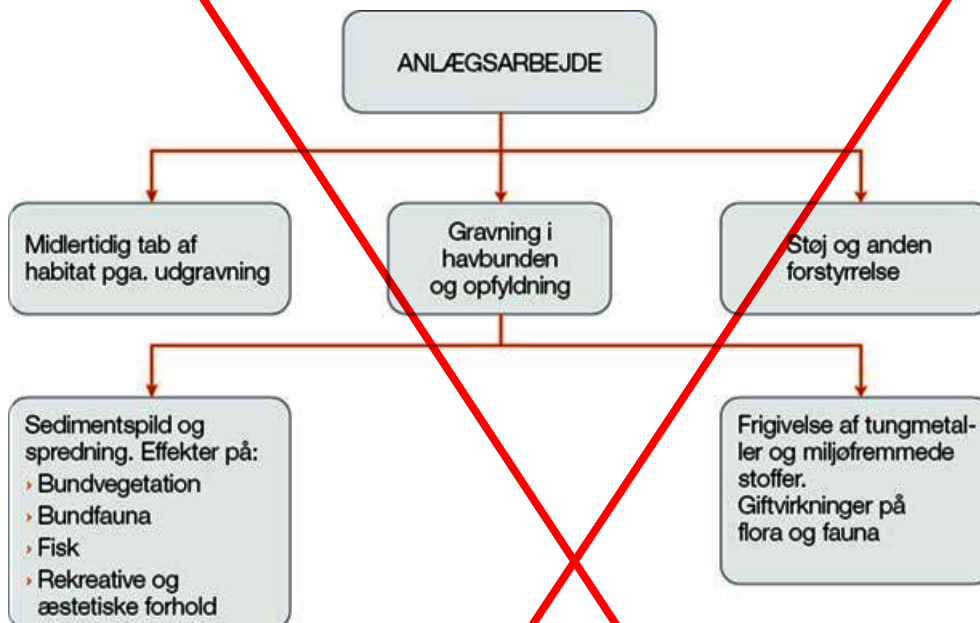 ANLÆGSARBEJDE
Midlertidig tab af
habitat pga. udgravning
Gravning i
havbunden
og opfyldning
Støj og anden
forstyrrelse
Sedimentspild og
spredning. Effekter på:
› Bundvegetation
› Bundfauna
› Fisk
› Rekreative og
æstetiske forhold
Frigivelse af tungmetal-
ler og miljøfremmede
stoffer.
Giftvirkninger på
flora og fauna